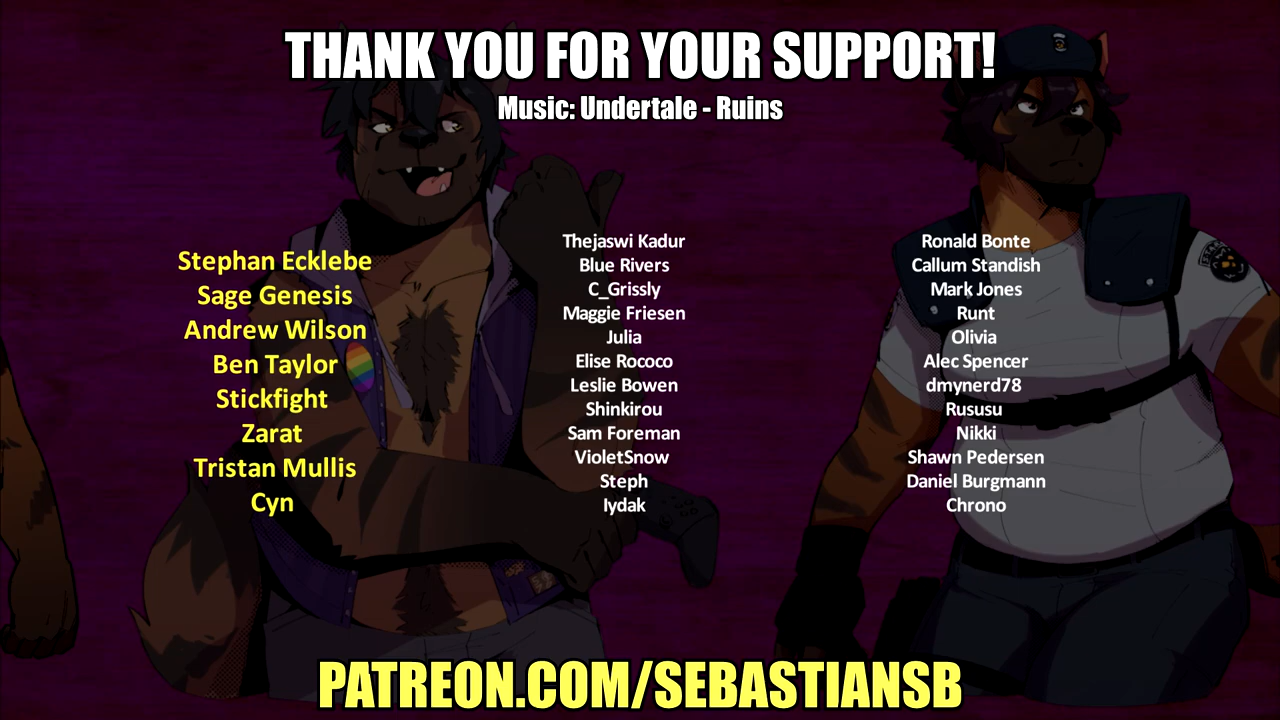 THANK YOU FOR YOUR SUPPORT!
Music: Undertale - Ruins
Stephan Ecklebe
Sage Genesis
Andrew Wilson
Ben Taylor
Stickfight
Zarat
Tristan Mullis
Cyn
Thejaswi Kadur
Blue Rivers
C_Grissly
Maggie Friesen
Julia
Elise Rococo
Leslie Bowen
Shinkirou
Sam Foreman
VioletSnow
Steph
Iydak
Ronald Bonte
Callum Standish
Mark Jones
Runt
Olivia
Alec Spencer
dmynerd78
Rususu
Nikki
Shawn Pedersen
Daniel Burgmann
Chrono
PATREON.COM/SEBASTIANSB